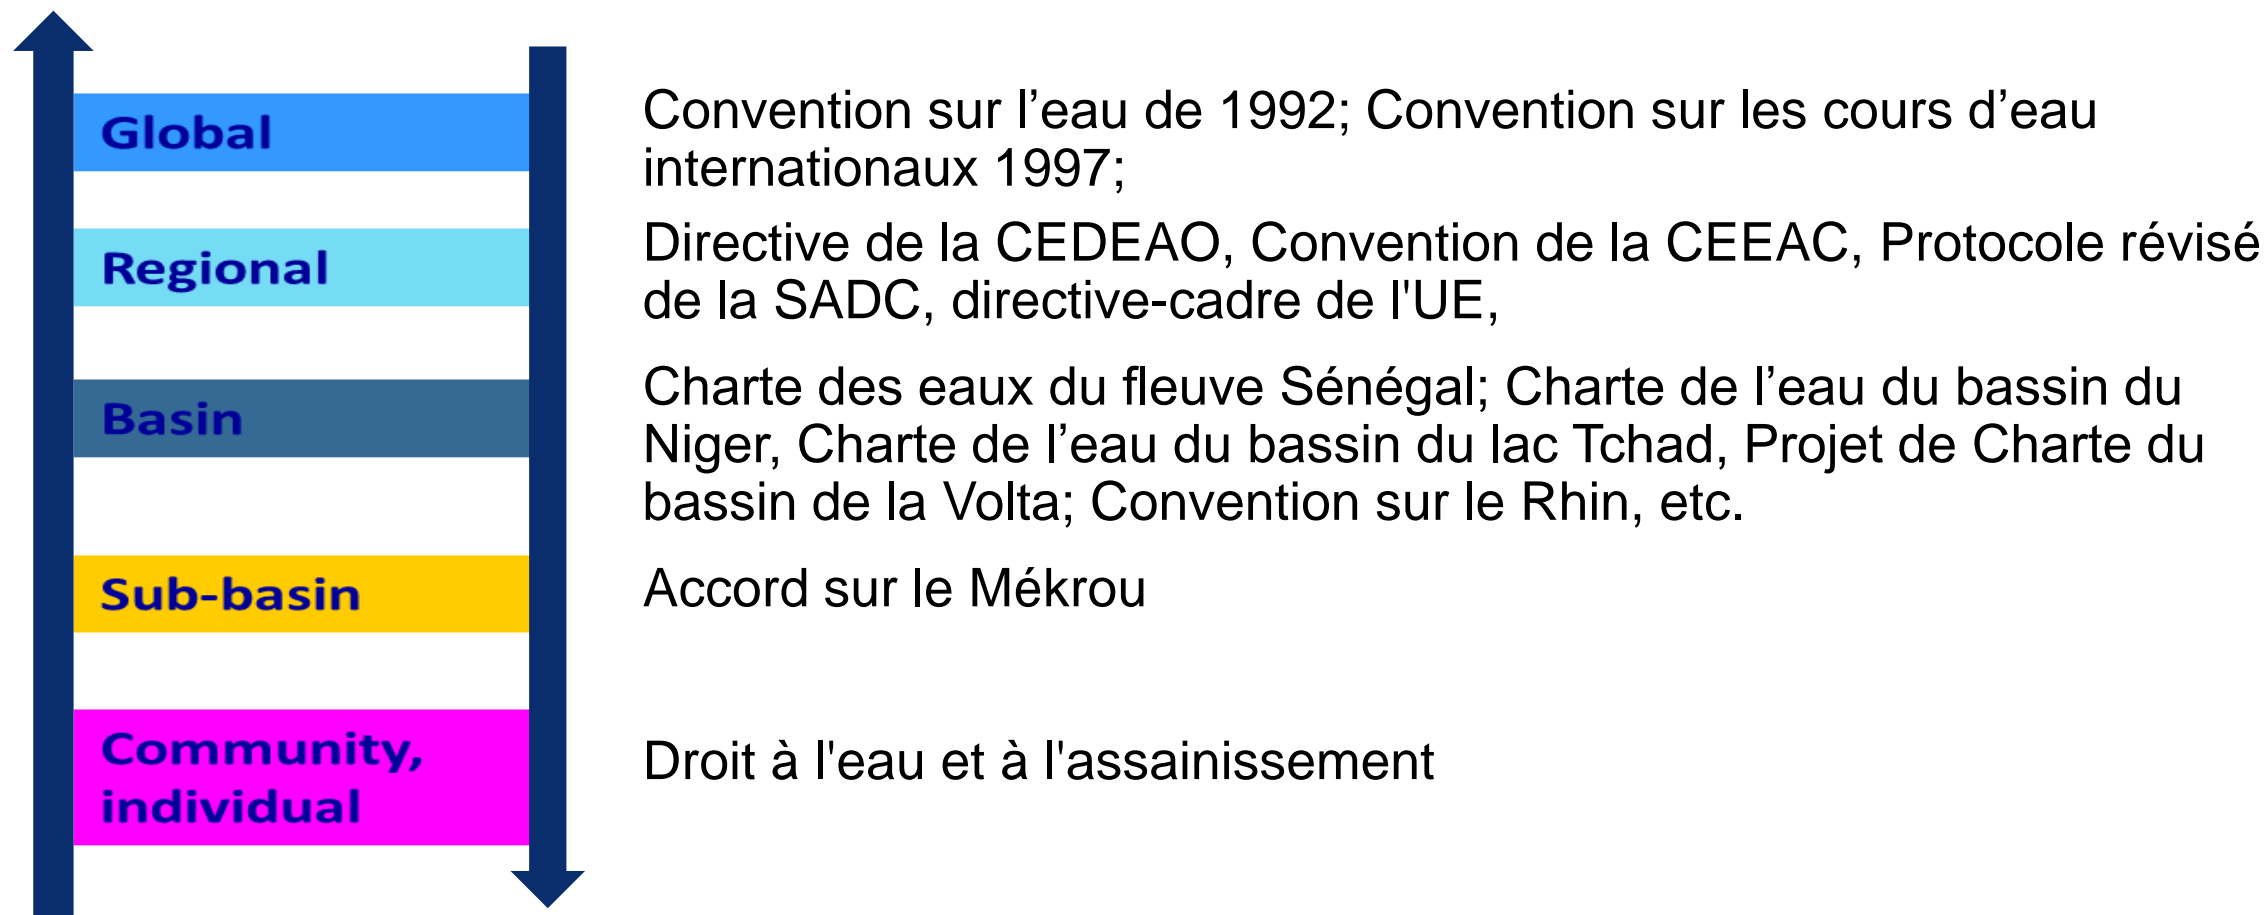 Global
Convention sur l’eau de 1992; Convention sur les cours d’eau
internationaux 1997;
Regional
Directive de la CEDEAO, Convention de la CEEAC, Protocole révisé
de la SADC, directive-cadre de l'UE,
Basin
Charte des eaux du fleuve Sénégal; Charte de l’eau du bassin du
Niger, Charte de l’eau du bassin du lac Tchad, Projet de Charte du
bassin de la Volta; Convention sur le Rhin, etc.
Sub-basin
Accord sur le Mékrou
Community,
individual
Droit à l'eau et à l'assainissement